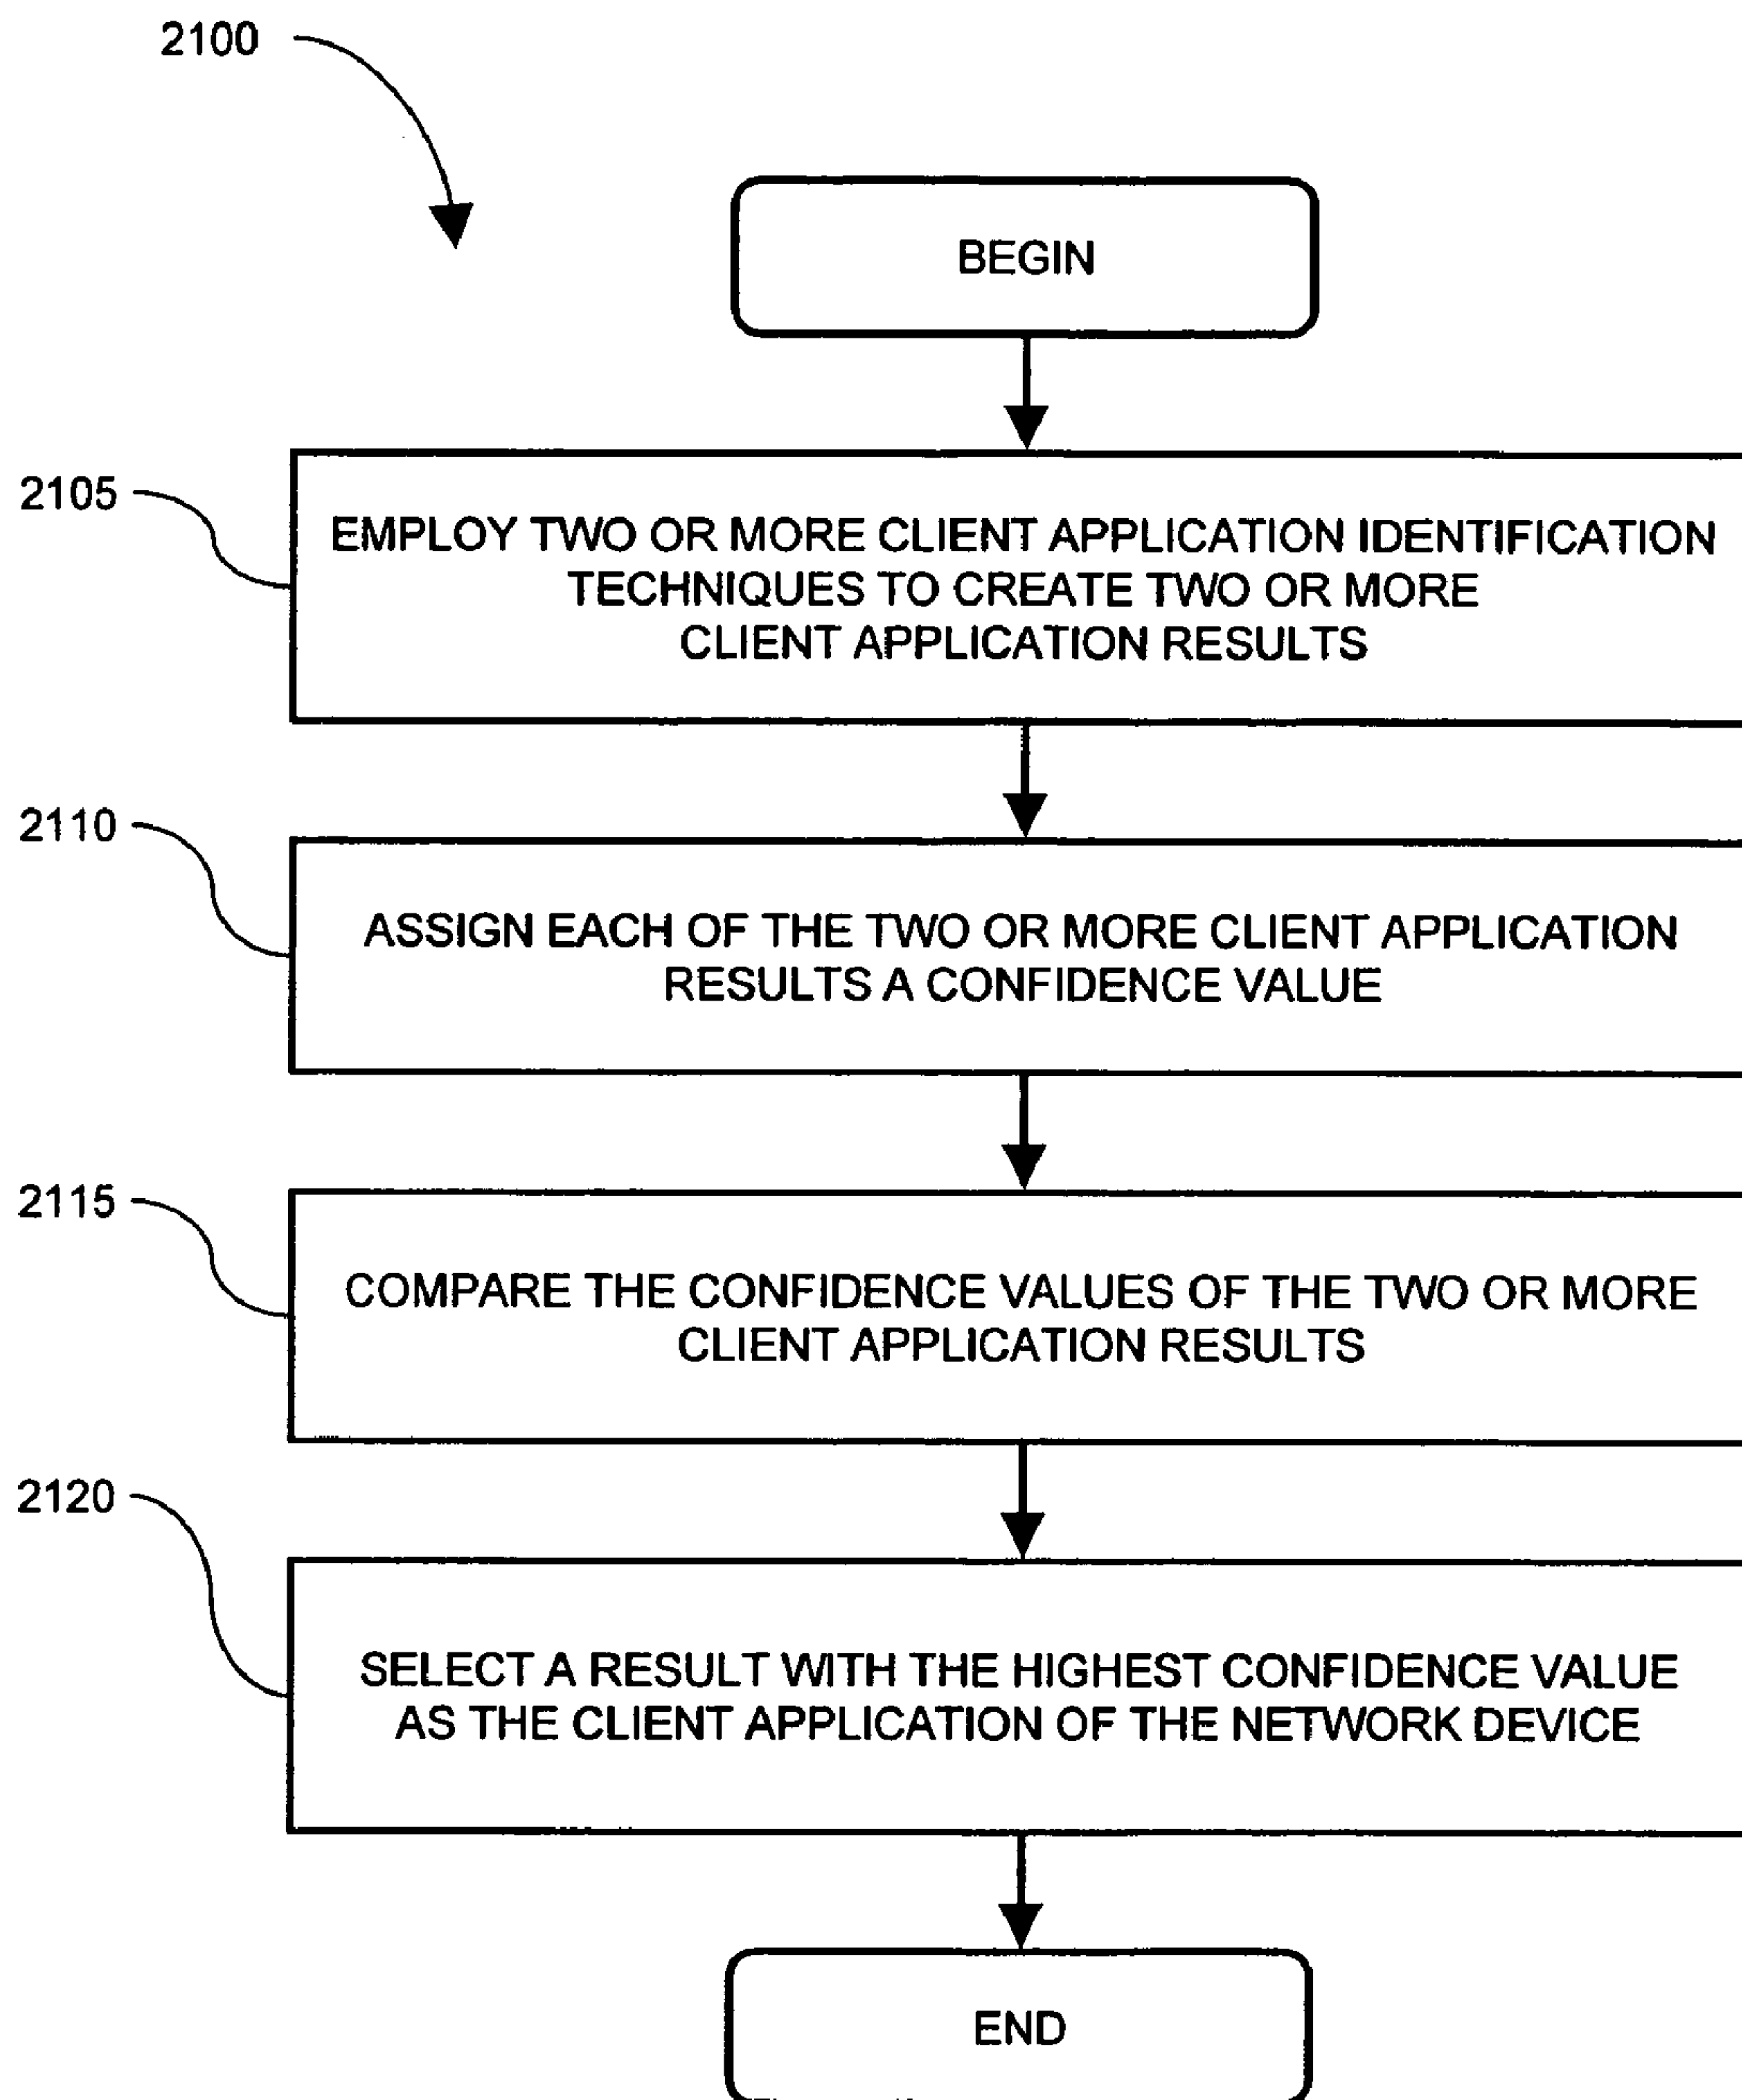 2100
BEGIN
2105
EMPLOY TWO OR MORE CLIENT APPLICATION IDENTIFICATION
TECHNIQUES TO CREATE TWO OR MORE
CLIENT APPLICATION RESULTS
2110
ASSIGN EACH OF THE TWO OR MORE CLIENT APPLICATION
RESULTS A CONFIDENCE VALUE
2115
COMPARE THE CONFIDENCE VALUES OF THE TWO OR MORE
CLIENT APPLICATION RESULTS
2120
SELECT A RESULT WITH THE HIGHEST CONFIDENCE VALUE
AS THE CLIENT APPLICATION OF THE NETWORK DEVICE
END